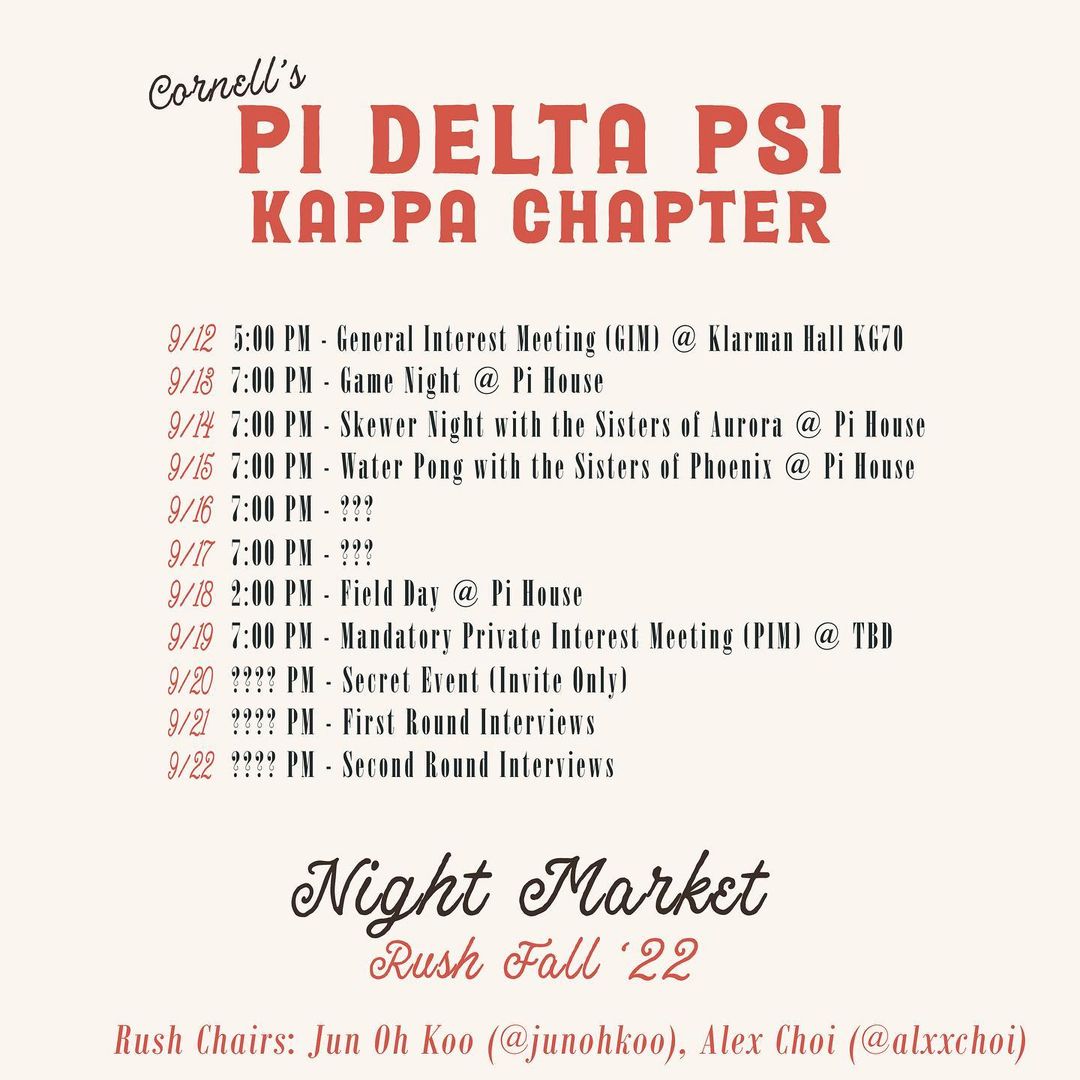 Cornell's
PI DELTA PSI
KAPPA CHAPTER
9/12 5:00 PM - General Interest Meeting (GIM) @ Klarman Hall KG70
9/13 7:00 PM - Game Night @ Pi House
9/14 7:00 PM - Skewer Night with the Sisters of Aurora @ Pi House
9/15 7:00 PM - Water Pong with the Sisters of Phoenix @ Pi House
9/16 7:00 PM - ???
9/17 7:00 PM - ???
9/18 2:00 PM - Field Day @ Pi House
9/19 7:00 PM - Mandatory Private Interest Meeting (PIM) @ TBD
9/20 ???? PM - Secret Event (Invite Only)
9/21 ???? PM - First Round Interviews
9/22 ???? PM - Second Round Interviews
Night Market
Rush Fall '22
Rush Chairs: Jun Oh Koo (@junohkoo), Alex Choi (@alxxchoi)